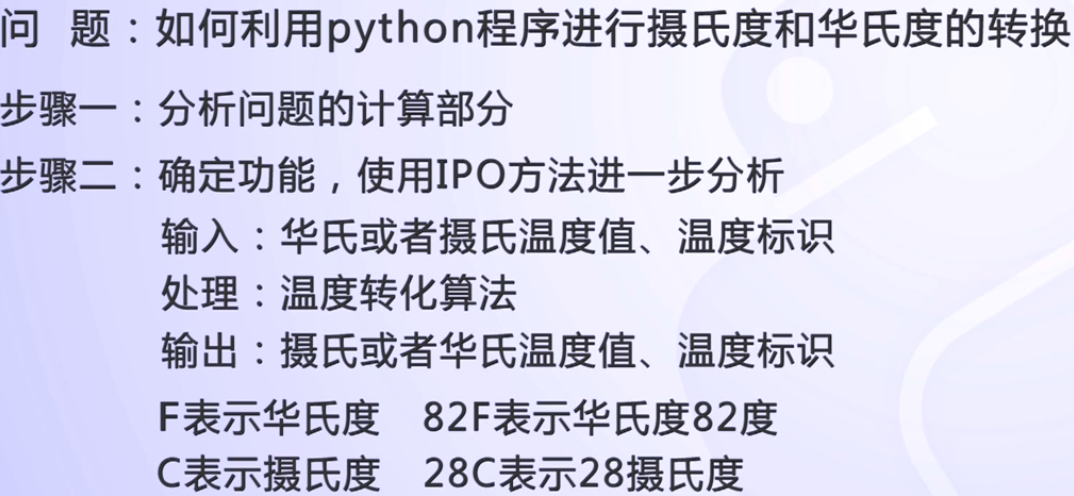 问 题：如何利用python程序进行摄氏度和华氏度的转换
步骤一：分析问题的计算部分
步骤二：确定功能，使用IPO方法进一步分析
输入：华氏或者摄氏温度值、温度标识
处理：温度转化算法
输出：摄氏或者华氏温度值、温度标识
F表示华氏度 82F表示华氏度82度
C表示摄氏度 28C表示28摄氏度